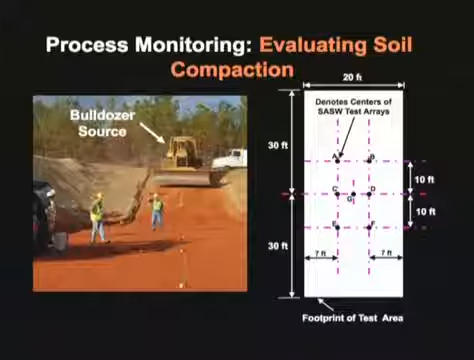 Process Monitoring: Evaluating Soil
Compaction
Bulldozer
Source
20 ft
Denotes Centers of
SASW Test Arrays
30 ft
A
B
10 ft
C
D
G
10 ft
E
F
30 ft
7 ft
7 ft
Footprint of Test Area